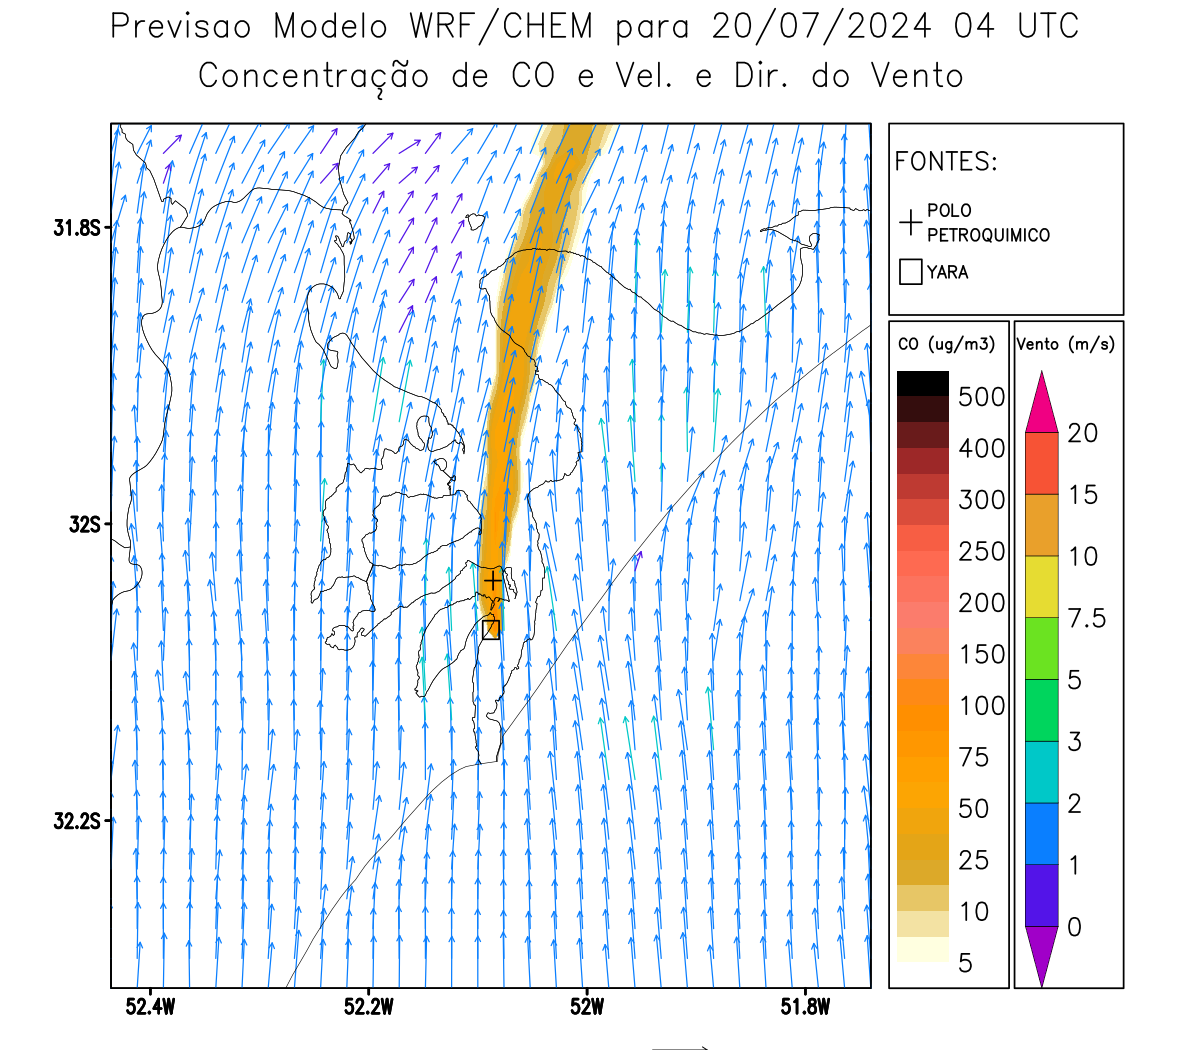 Previsao Modelo WRF/CHEM para 20/07/2024 04 UTC
Concentração de CO e Vel. e Dir. do Vento
FONTES:
POLO
PETROQUIMICO
YARA
CO (ug/m3)
500
400
300
250
200
150
100
75
50
25
10
5
Vento (m/s)
20
15
10
7.5
5
3
2
1
0
31.8S
32S
32.2S
52.4W
52.2W
52W
51.8W